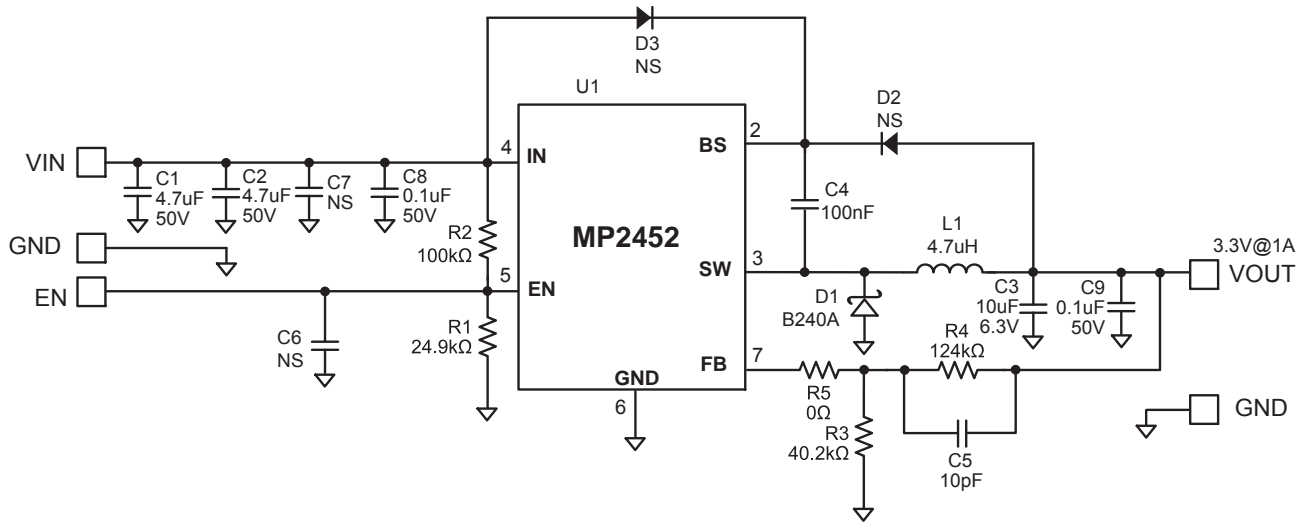 D3
NS
U1
D2
NS
4
IN
BS
2
VIN
C1
4.7uF
50V
C2
4.7uF
50V
C7
NS
C8
0.1uF
50V
C4
100nF
R2
100kΩ
MP2452
L1
4.7uH
GND
SW
3
3.3V@1A
VOUT
EN
5
EN
D1
B240A
C3
10uF
6.3V
C9
0.1uF
50V
C6
NS
R1
24.9kΩ
FB
7
R4
124kΩ
GND
6
R5
0Ω
R3
40.2kΩ
C5
10pF
GND